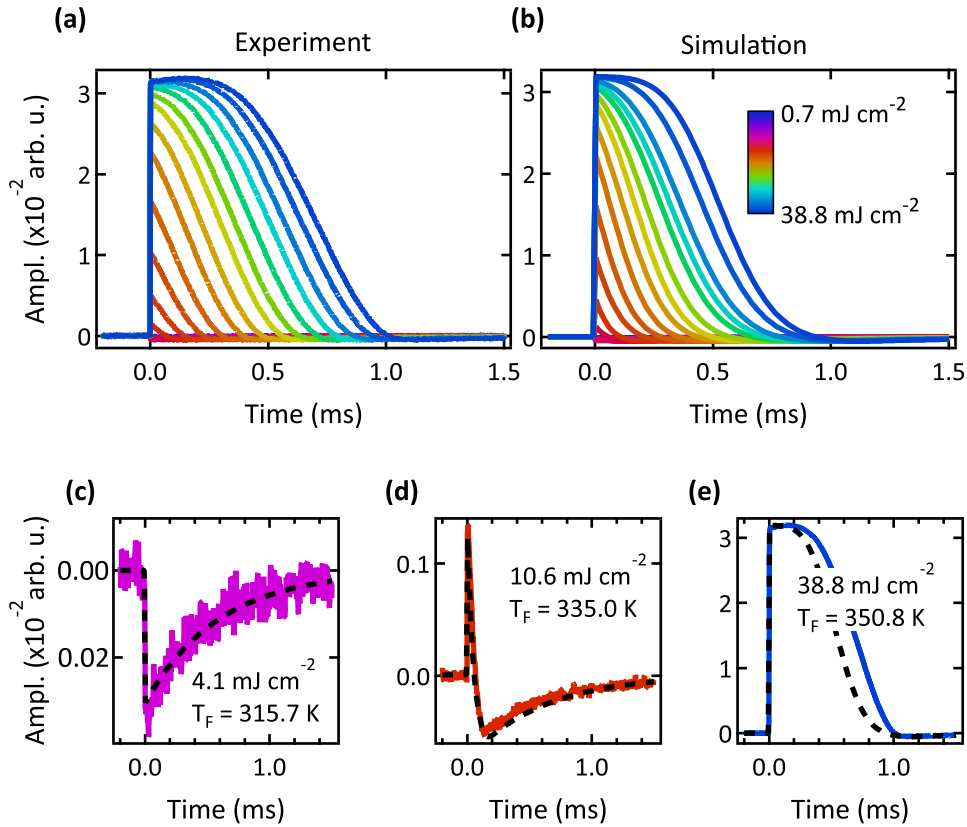 (a)
Experiment
(b)
Simulation
Ampl. (x10-2 arb. u.)
3
2
1
0
0.0
0.5
1.0
1.5
Time (ms)
3
2
1
0
0.0
0.5
1.0
1.5
Time (ms)
0.7 mJ cm-2
38.8 mJ cm-2
(c)
Ampl. (x10-2 arb. u.)
0.00
0.02
0.0
1.0
Time (ms)
4.1 mJ cm-2
TF = 315.7 K
(d)
0.1
0.0
0.0
1.0
Time (ms)
10.6 mJ cm-2
TF = 335.0 K
(e)
3
2
1
0
0.0
1.0
Time (ms)
38.8 mJ cm-2
TF = 350.8 K